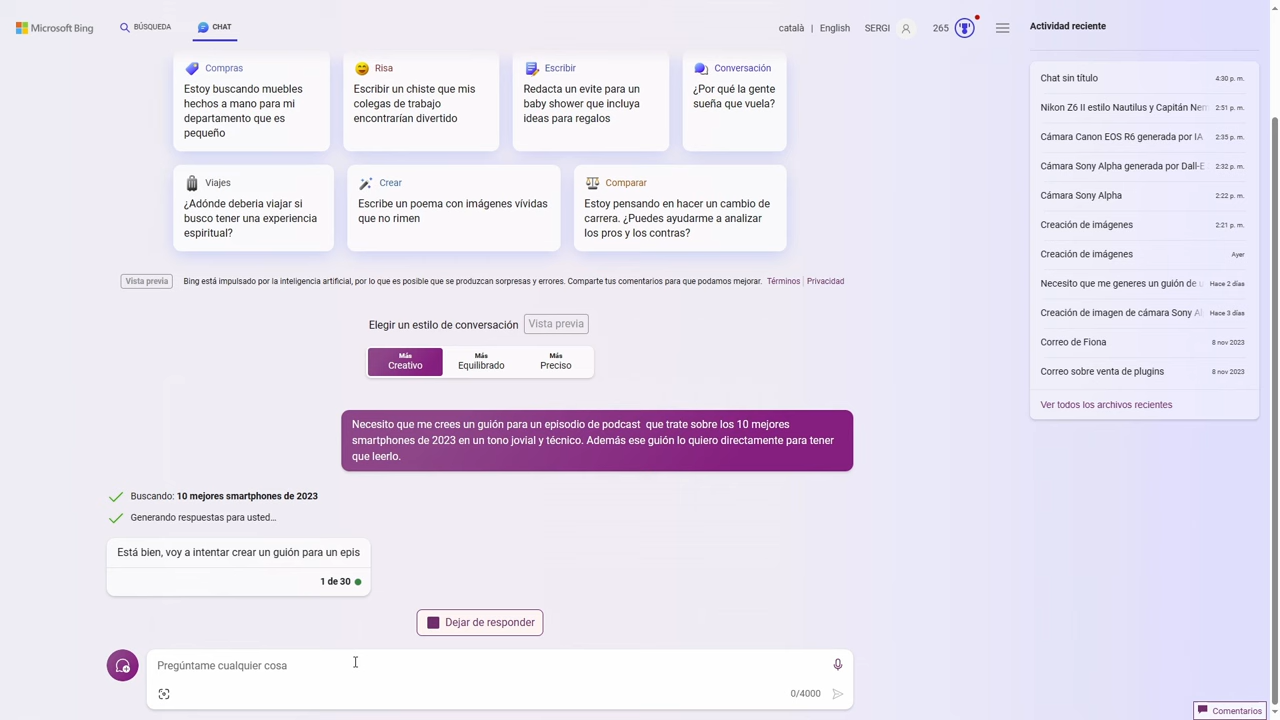 Microsoft Bing
BÚSQUEDA
CHAT
català | English
SERGI
265
Compras
Estoy buscando muebles
hechos a mano para mi
departamento que es
pequeño
Risa
Escribir un chiste que mis
colegas de trabajo
encontrarían divertido
Escribir
Redacta un evite para un
baby shower que incluya
ideas para regalos
Conversación
¿Por qué la gente
sueña que vuela?
Viajes
¿Adónde deberia viajar si
busco tener una experiencia
espiritual?
Crear
Escribe un poema con imágenes vívidas
que no rimen
Comparar
Estoy pensando en hacer un cambio de
carrera. ¿Puedes ayudarme a analizar
los pros y los contras?
Vista previa
Bing está impulsado por la inteligencia artificial, por lo que es posible que se produzcan sorpresas y errores. Comparte tus comentarios para que podamos mejorar. Términos | Privacidad
Elegir un estilo de conversación Vista previa
Más
Creativo
Más
Equilibrado
Más
Preciso
Necesito que me crees un guión para un episodio de podcast que trate sobre los 10 mejores
smartphones de 2023 en un tono jovial y técnico. Además ese guión lo quiero directamente para tener
que leerlo.
Buscando: 10 mejores smartphones de 2023
Generando respuestas para usted...
Está bien, voy a intentar crear un guión para un epis
1 de 30
Dejar de responder
Pregúntame cualquier cosa
0/4000
Actividad reciente
Chat sin título 4:30 p. m.
Nikon Z6 II estilo Nautilus y Capitán Nem 2:51 p. m.
Cámara Canon EOS R6 generada por IA 2:35 p. m.
Cámara Sony Alpha generada por Dall-E 2:32 p. m.
Cámara Sony Alpha 2:22 p. m.
Creación de imágenes 2:21 p. m.
Creación de imágenes Ayer
Necesito que me generes un guión de u Hace 2 días
Creación de imagen de cámara Sony Al Hace 3 días
Correo de Fiona 8 nov 2023
Correo sobre venta de plugins 8 nov 2023
Ver todos los archivos recientes
Comentarios